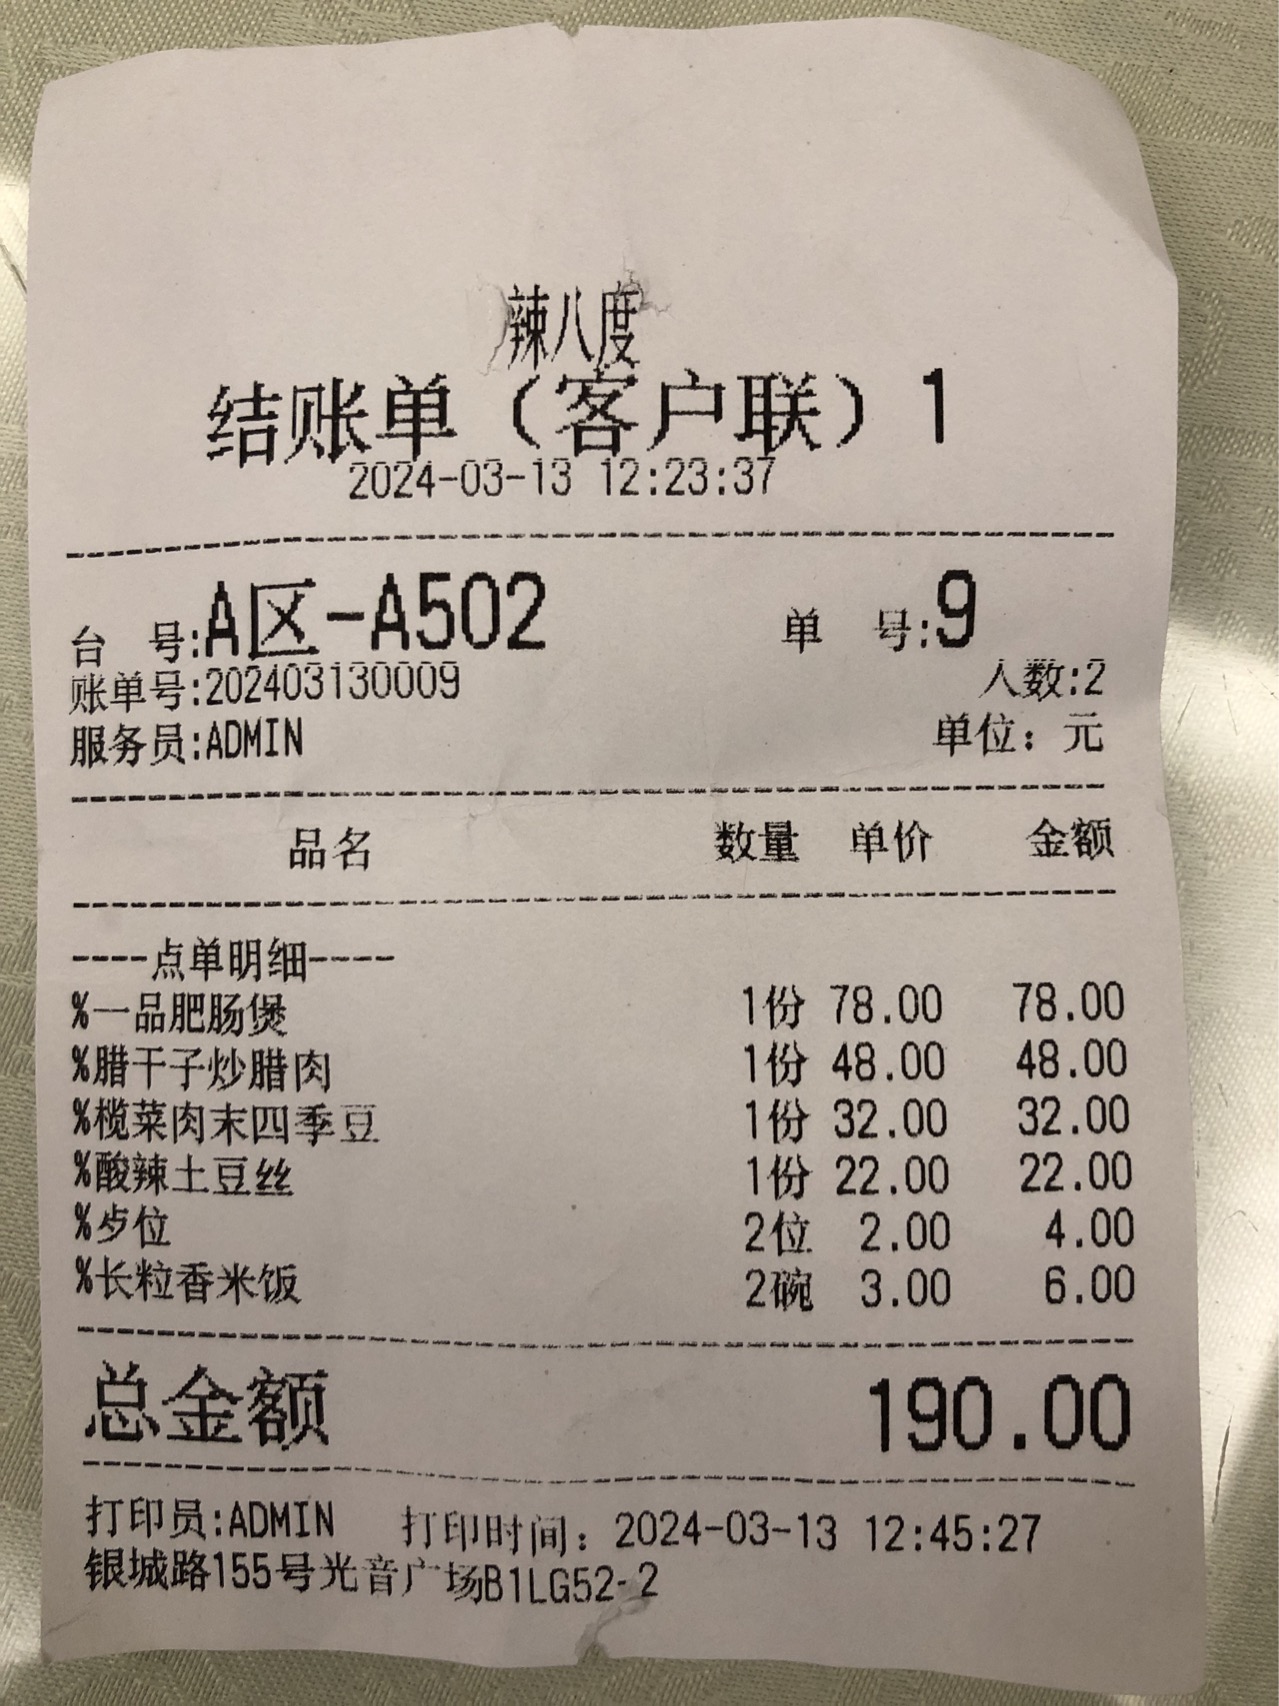 辣八度
结账单（客户联）1
2024-03-13 12:23:37
台 号:A区-A502 单 号:9
账单号:202403130009 人数:2
服务员:ADMIN 单位：元
品名 数量 单价 金额
----点单明细----
%一品肥肠煲 1份 78.00 78.00
%腊干子炒腊肉 1份 48.00 48.00
%榄菜肉末四季豆 1份 32.00 32.00
%酸辣土豆丝 1份 22.00 22.00
%歺位 2位 2.00 4.00
%长粒香米饭 2碗 3.00 6.00
总金额 190.00
打印员:ADMIN 打印时间：2024-03-13 12:45:27
银城路155号光音广场B1LG52-2